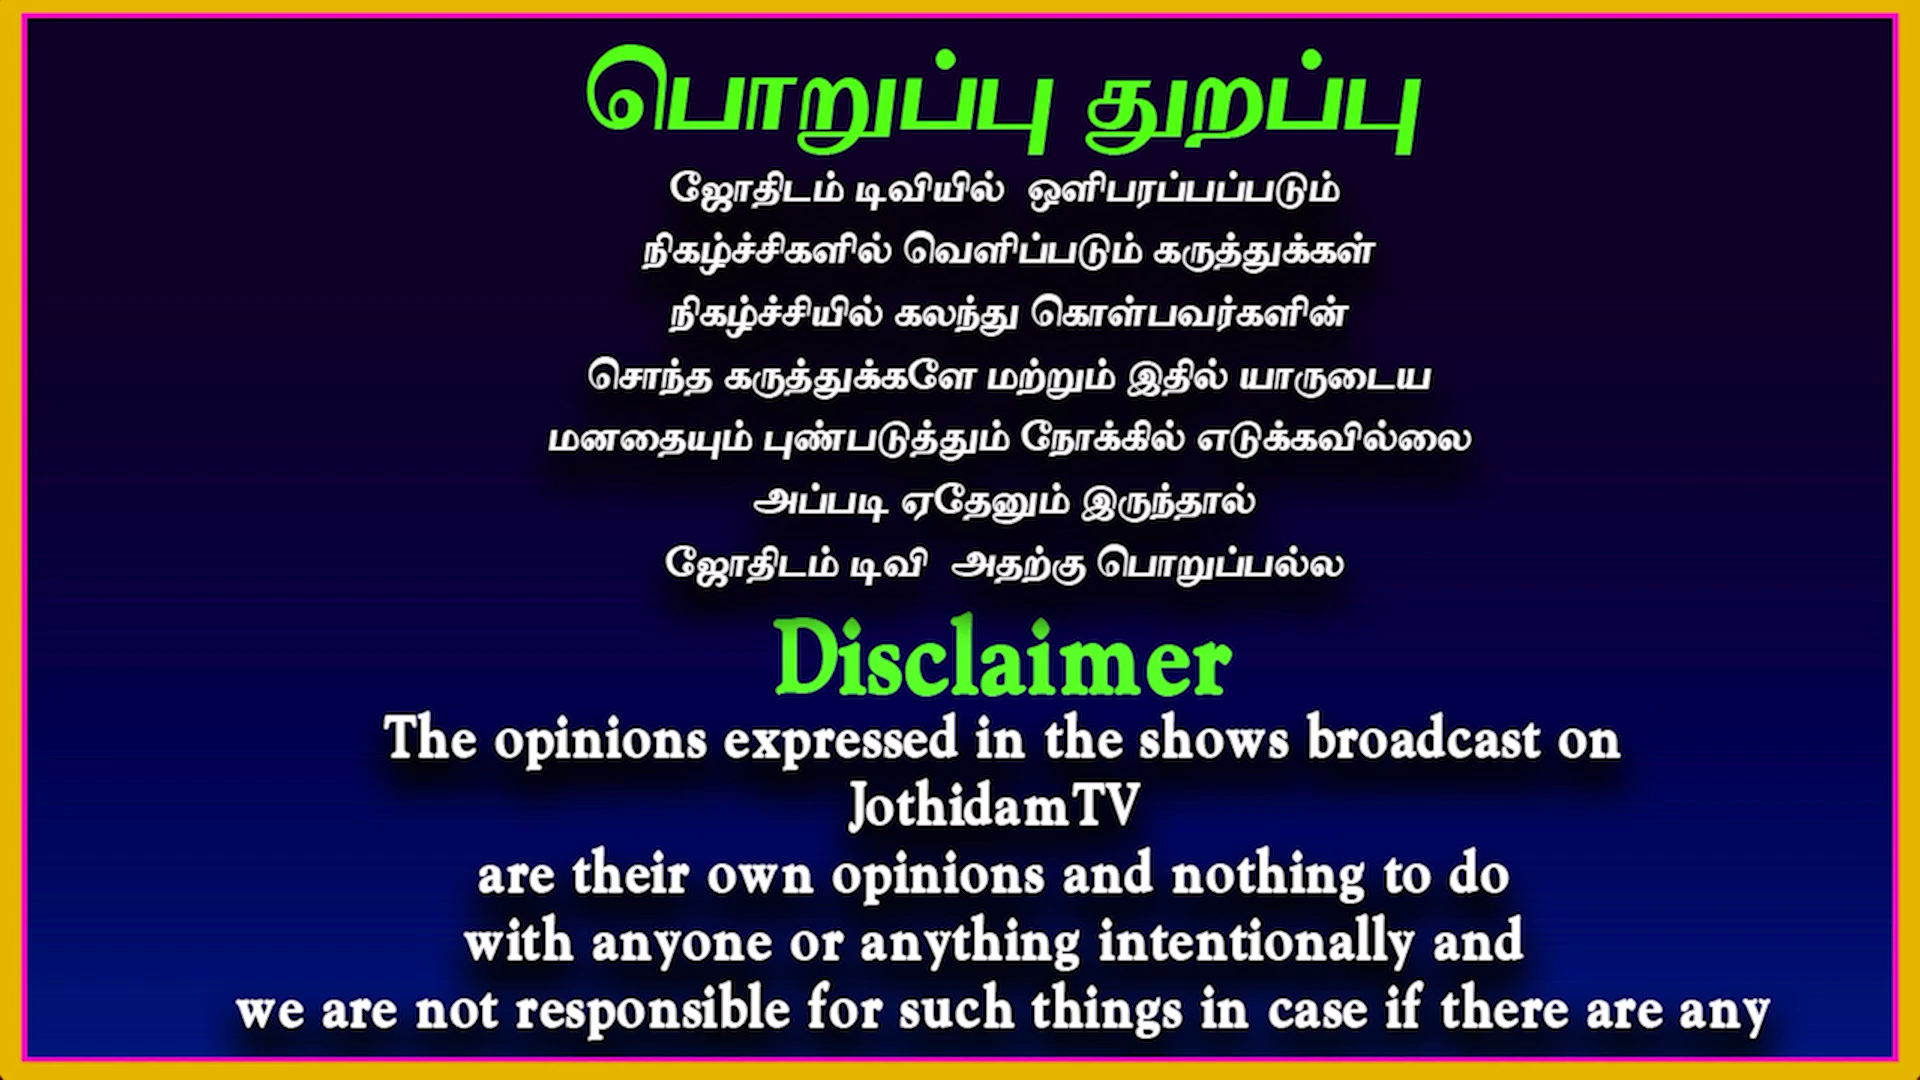 பொறுப்பு துறப்பு
ஜோதிடம் டிவியில் ஒளிபரப்பப்படும்
நிகழ்ச்சிகளில் வெளிப்படும் கருத்துக்கள்
நிகழ்ச்சியில் கலந்து கொள்பவர்களின்
சொந்த கருத்துக்களே மற்றும் இதில் யாருடைய
மனதையும் புண்படுத்தும் நோக்கில் எடுக்கவில்லை
அப்படி ஏதேனும் இருந்தால்
ஜோதிடம் டிவி அதற்கு பொறுப்பல்ல
Disclaimer
The opinions expressed in the shows broadcast on
JothidamTV
are their own opinions and nothing to do
with anyone or anything intentionally and
we are not responsible for such things in case if there are any